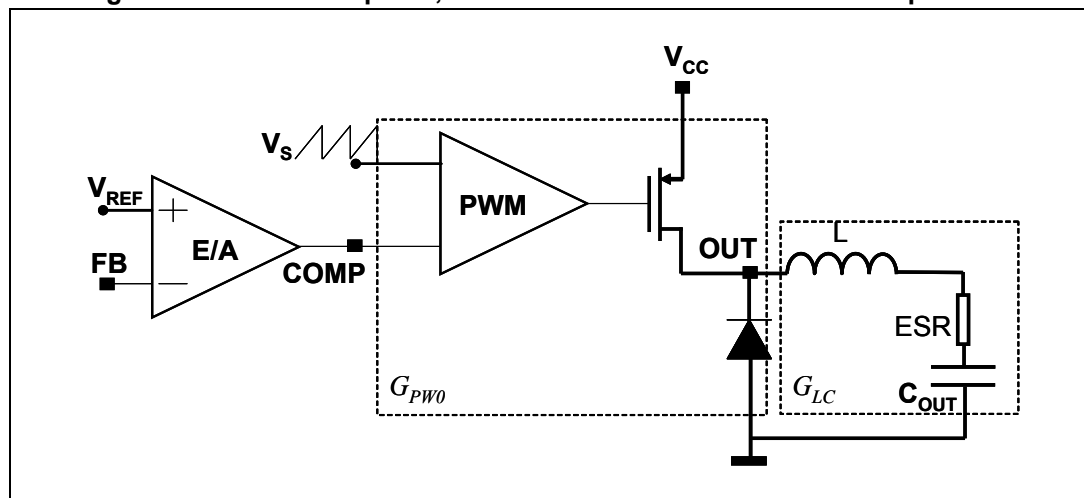 V_CC
V_S
V_REF
PWM
E/A
FB
COMP
OUT
L
ESR
C_OUT
G_PW0
G_LC